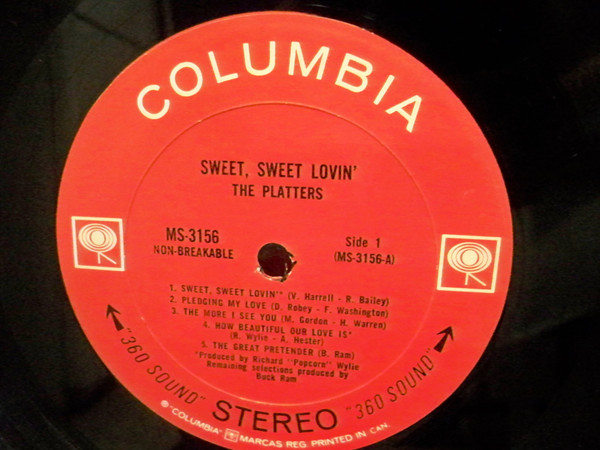 COLUMBIA
SWEET, SWEET LOVIN'
THE PLATTERS
MS-3156
NON-BREAKABLE
Side 1
(MS-3156-A)
1. SWEET, SWEET LOVIN'* (V. Harrell - R. Bailey)
2. PLEDGING MY LOVE (D. Robey - F. Washington)
3. THE MORE I SEE YOU (M. Gordon - H. Warren)
4. HOW BEAUTIFUL OUR LOVE IS*
(R. Wylie - A. Hester)
5. THE GREAT PRETENDER (B. Ram)
*Produced by Richard "Popcorn" Wylie
Remaining selections produced by
Buck Ram
"360 SOUND" STEREO "360 SOUND"
℗ "COLUMBIA" MARCAS REG. PRINTED IN CAN.